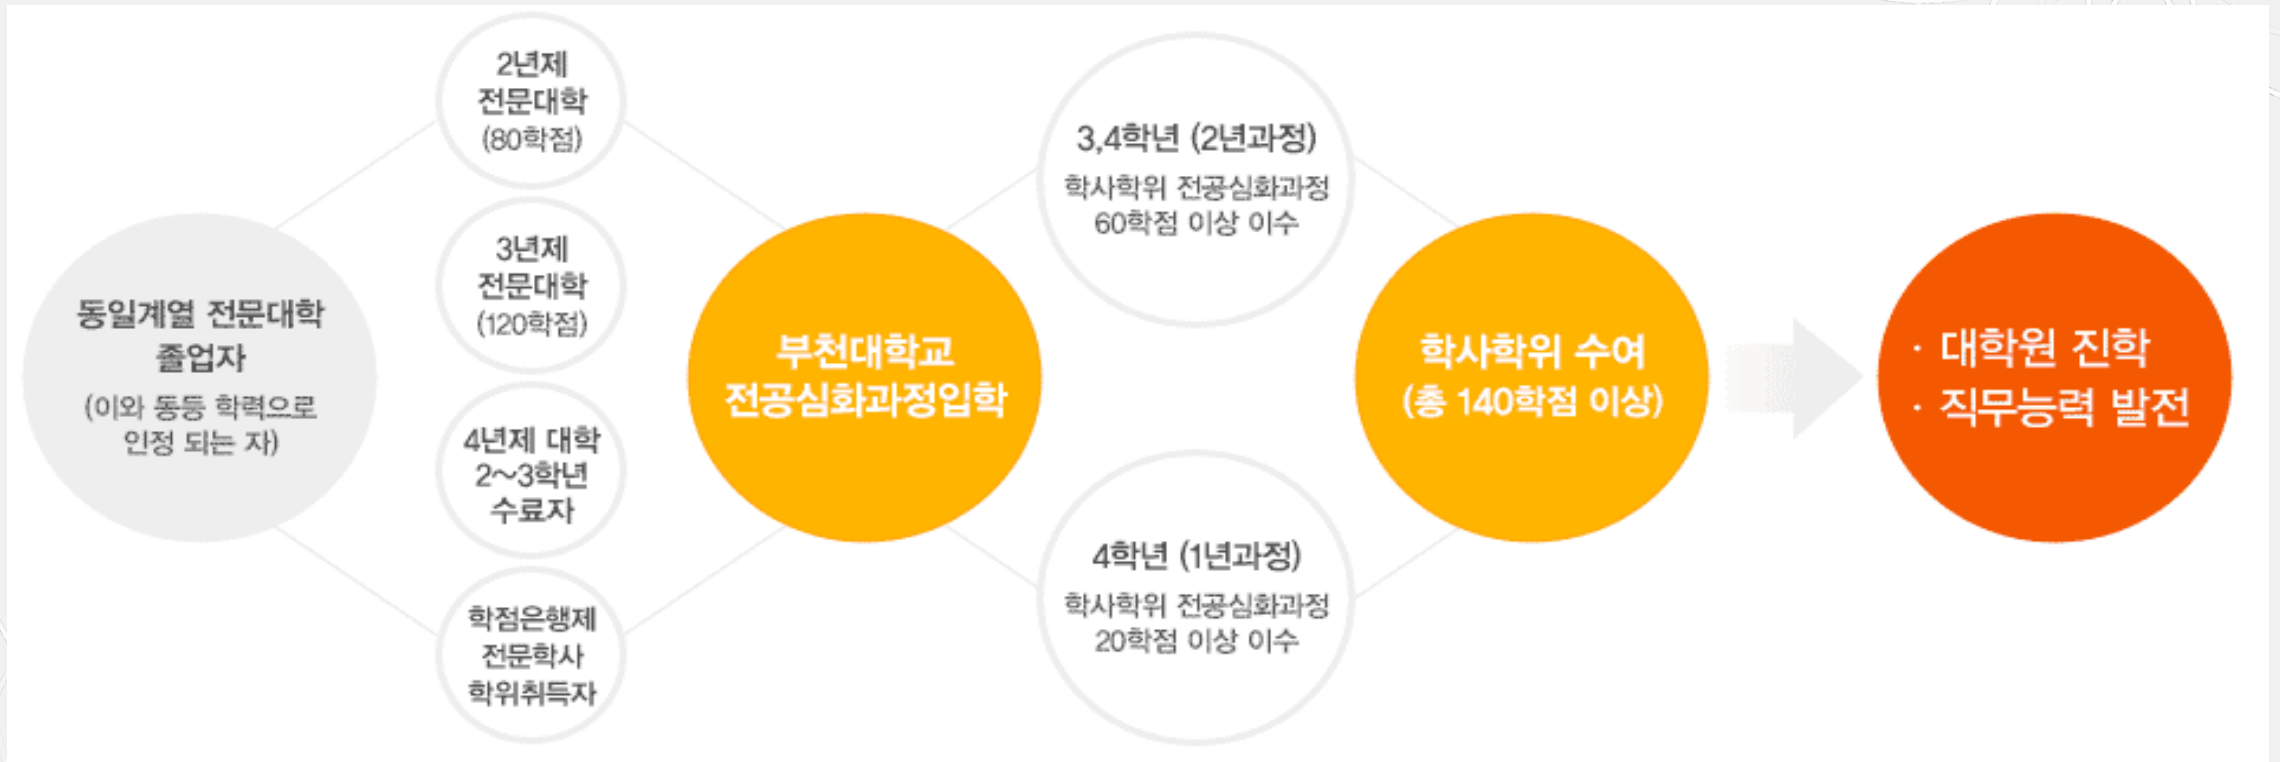 동일계열 전문대학
졸업자
(이와 동등 학력으로
인정 되는 자)
2년제
전문대학
(80학점)
3년제
전문대학
(120학점)
4년제 대학
2~3학년
수료자
학점은행제
전문학사
학위취득자
부천대학교
전공심화과정입학
3,4학년 (2년과정)
학사학위 전공심화과정
60학점 이상 이수
4학년 (1년과정)
학사학위 전공심화과정
20학점 이상 이수
학사학위 수여
(총 140학점 이상)
· 대학원 진학
· 직무능력 발전